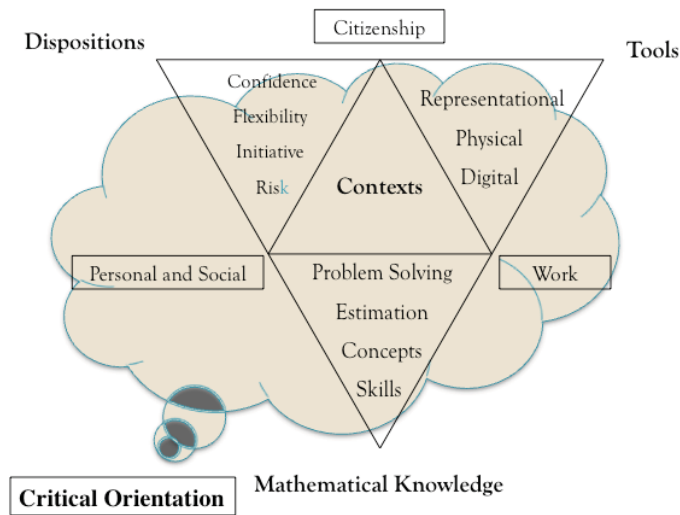 Citizenship
Dispositions
Tools
Confidence
Flexibility
Initiative
Risk
Representational
Physical
Digital
Contexts
Personal and Social
Work
Problem Solving
Estimation
Concepts
Skills
Mathematical Knowledge
Critical Orientation